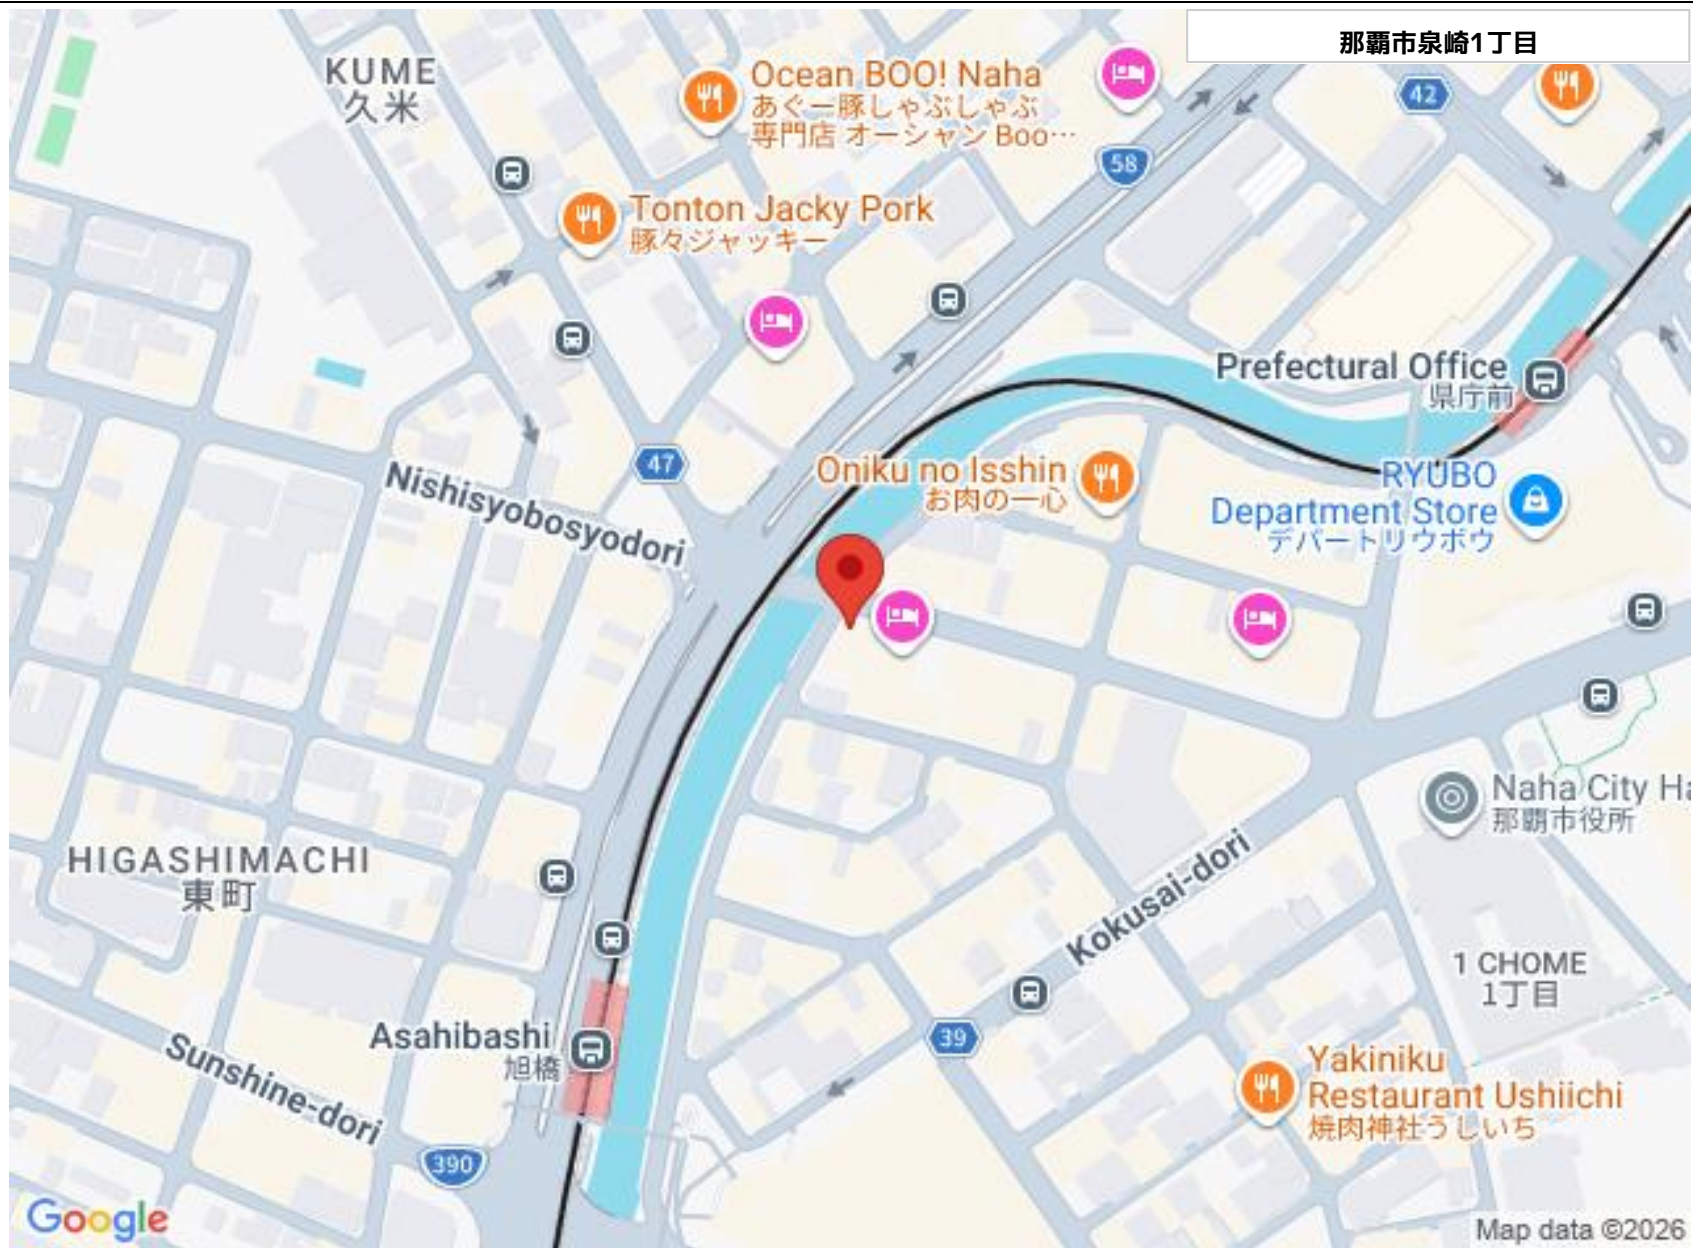 那覇市泉崎1丁目
KUME
久米
Ocean BOO! Naha
あぐー豚しゃぶしゃぶ
専門店 オーシャン Boo…
42
58
Tonton Jacky Pork
豚々ジャッキー
Prefectural Office
県庁前
47
Nishisyobosyodori
Oniku no Isshin
お肉の一心
RYUBO
Department Store
デパートリウボウ
Naha City Ha
那覇市役所
HIGASHIMACHI
東町
Kokusai-dori
1 CHOME
1丁目
Asahibashi
旭橋
39
Sunshine-dori
Yakiniku
Restaurant Ushiichi
焼肉神社うしいち
390
Google
Map data ©2026